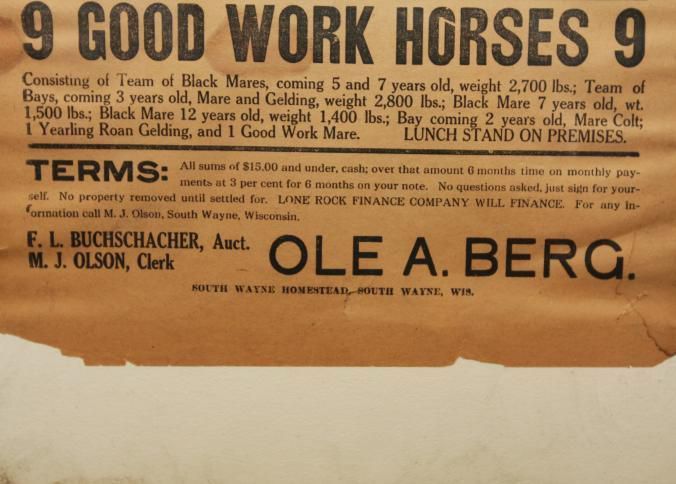 9 GOOD WORK HORSES 9
Consisting of Team of Black Mares, coming 5 and 7 years old, weight 2,700 lbs.; Team of
Bays, coming 3 years old, Mare and Gelding, weight 2,800 lbs.; Black Mare 7 years old, wt.
1,500 lbs.; Black Mare 12 years old, weight 1,400 lbs.; Bay coming 2 years old, Mare Colt;
1 Yearling Roan Gelding, and 1 Good Work Mare. LUNCH STAND ON PREMISES.
TERMS: All sums of $15.00 and under, cash; over that amount 6 months time on monthly pay-
ments at 3 per cent for 6 months on your note. No questions asked, just sign for your-
self. No property removed until settled for. LONE ROCK FINANCE COMPANY WILL FINANCE. For any in-
formation call M. J. Olson, South Wayne, Wisconsin.
F. L. BUCHSCHACHER, Auct.
M. J. OLSON, Clerk
OLE A. BERG.
SOUTH WAYNE HOMESTEAD, SOUTH WAYNE, WIS.